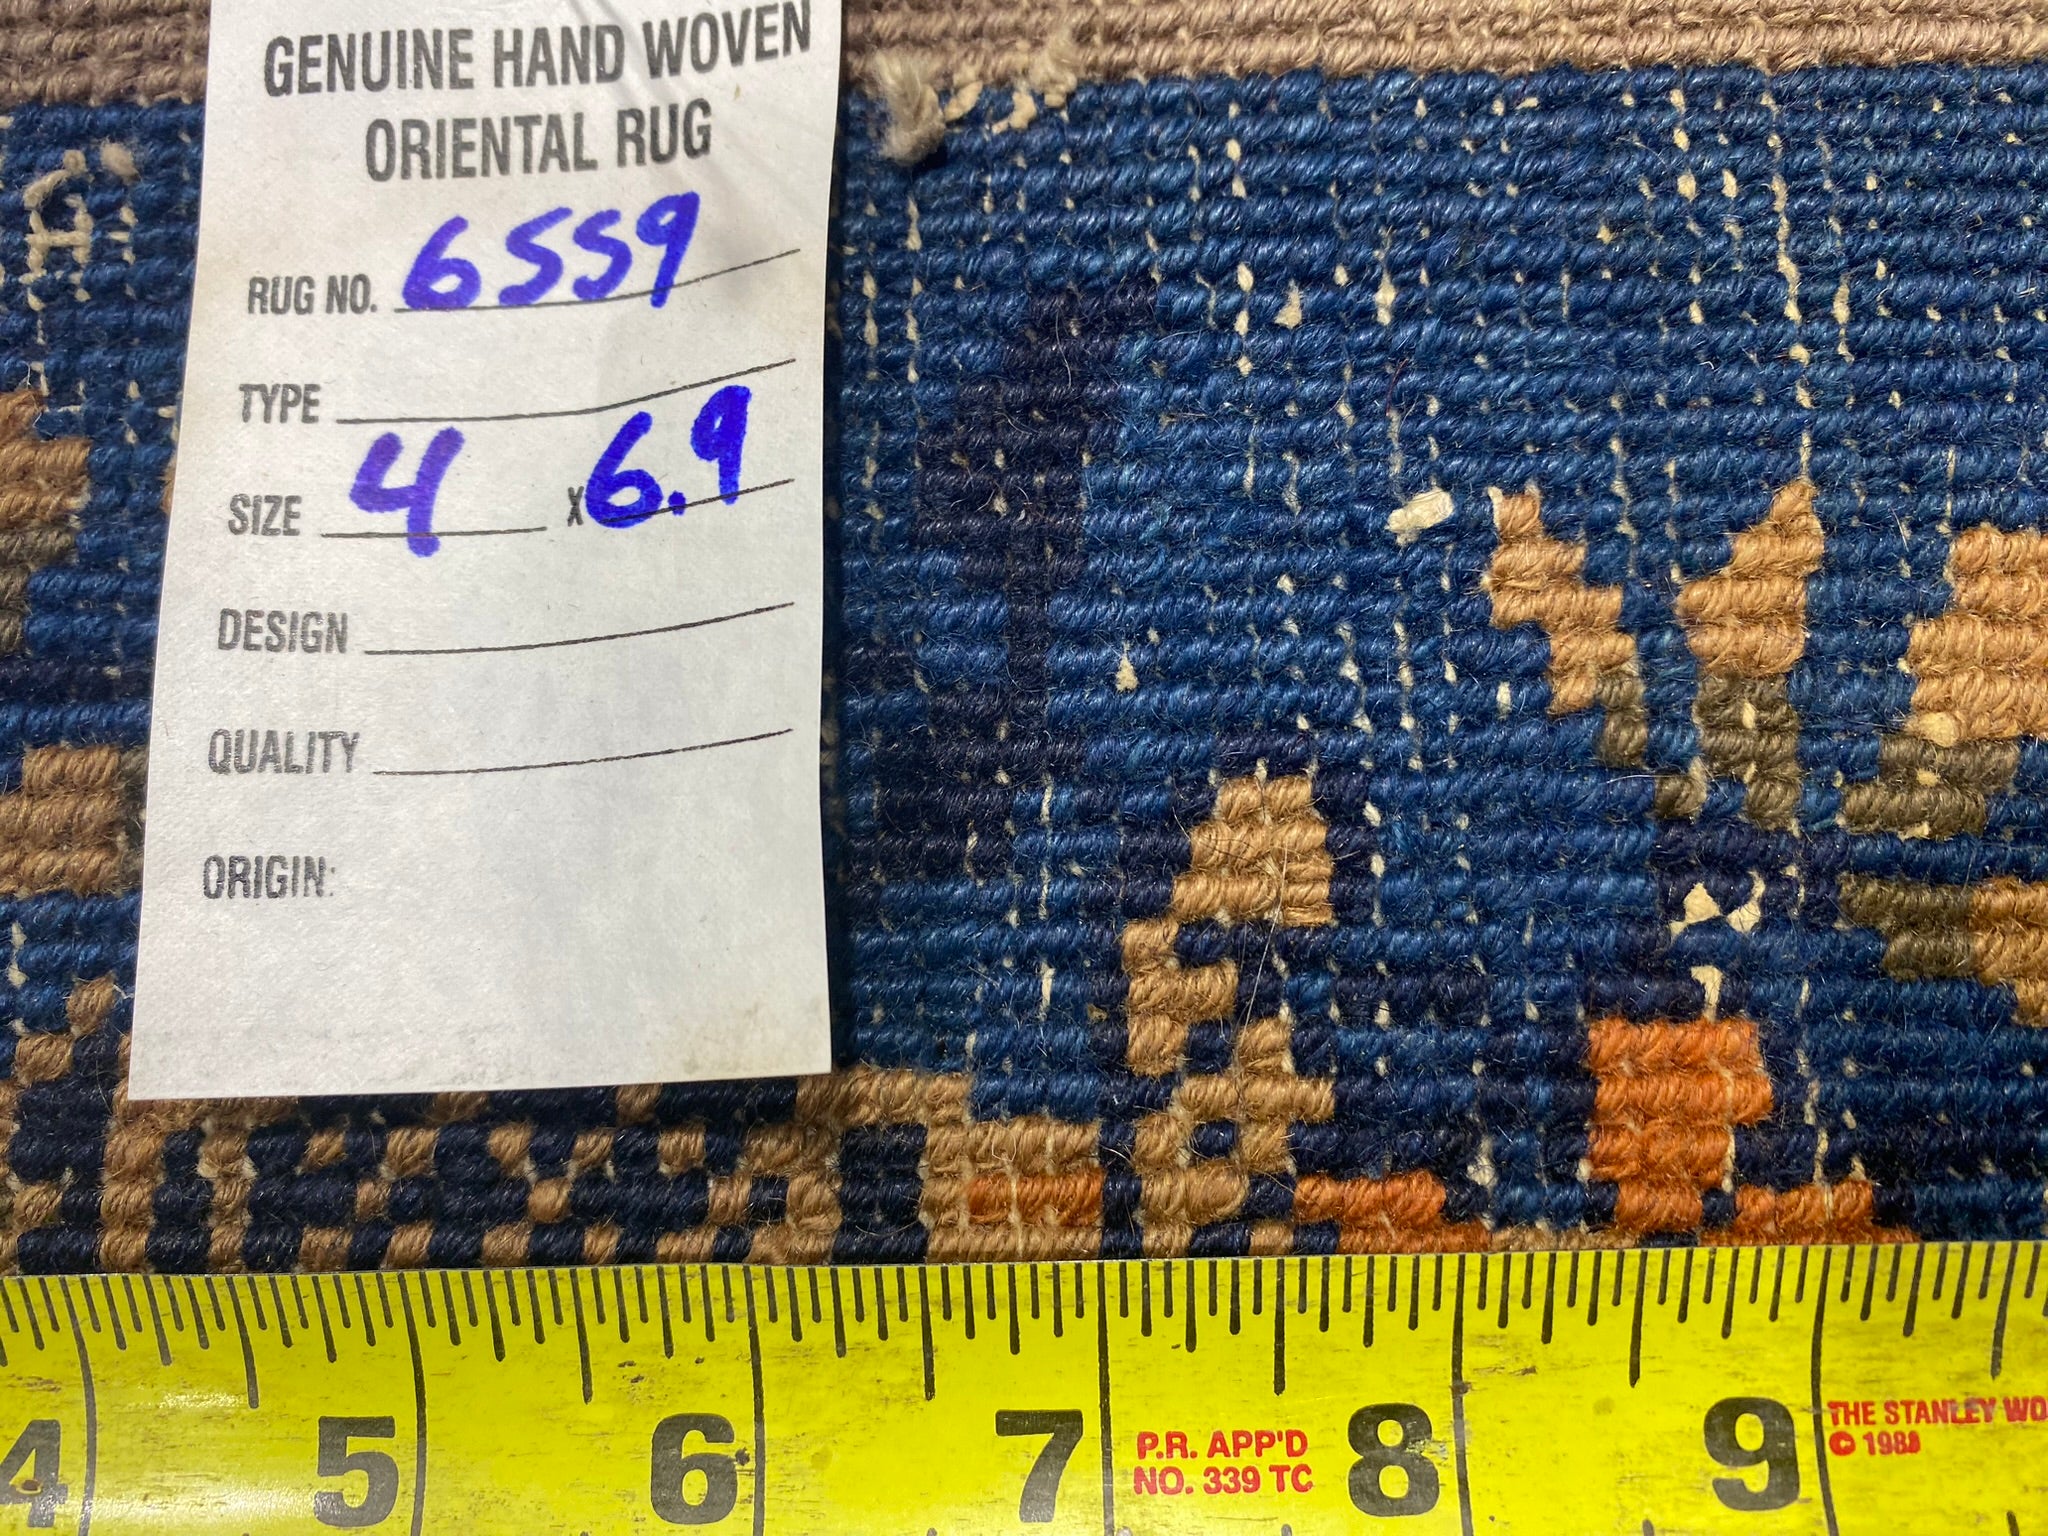 GENUINE HAND WOVEN
ORIENTAL RUG
RUG NO. 6559
TYPE
SIZE 4 x 6.9
DESIGN
QUALITY
ORIGIN:
4 5 6 7 8 9
P.R. APP'D
NO. 339 TC
THE STANLEY WO
© 1988